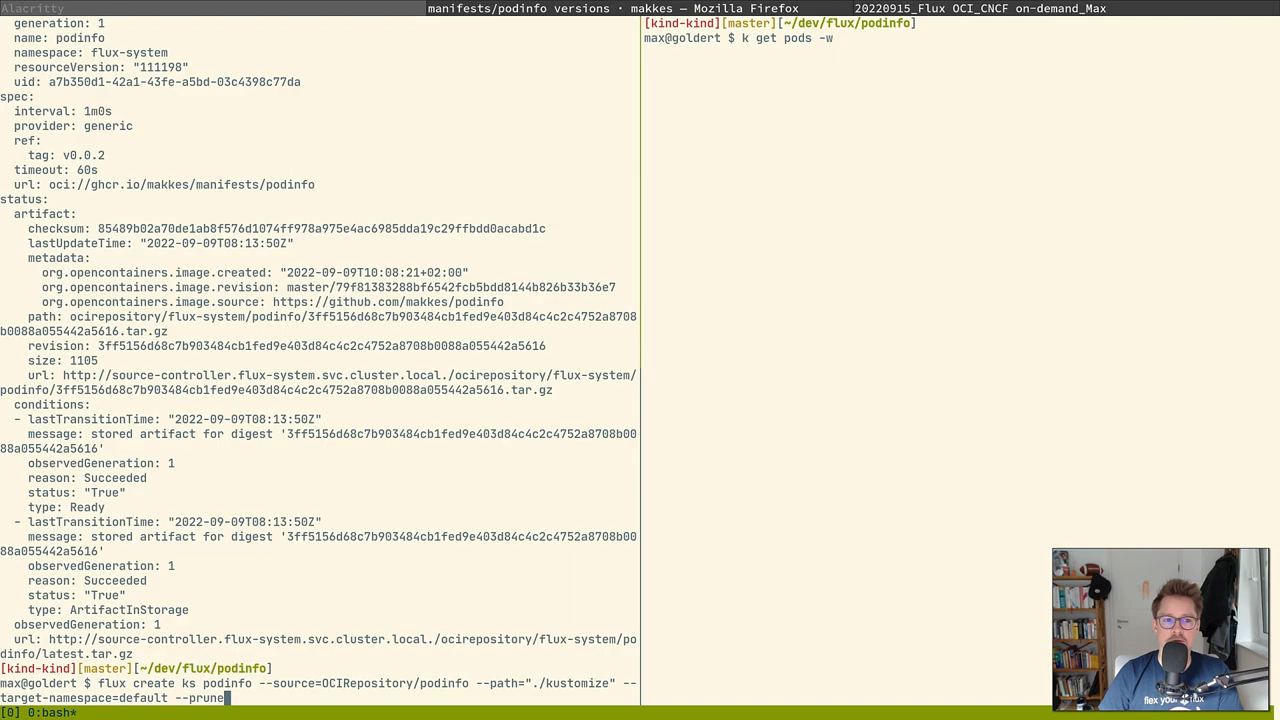 Alacritty
manifests/podinfo versions · makkes — Mozilla Firefox
20220915_Flux OCI_CNCF on-demand_Max
generation: 1
name: podinfo
namespace: flux-system
resourceVersion: "111198"
uid: a7b350d1-42a1-43fe-a5bd-03c4398c77da
spec:
interval: 1m0s
provider: generic
ref:
tag: v0.0.2
timeout: 60s
url: oci://ghcr.io/makkes/manifests/podinfo
status:
artifact:
checksum: 85489b02a70de1ab8f576d1074ff978a975e4ac6985dda19c29ffbdd0acabd1c
lastUpdateTime: "2022-09-09T08:13:50Z"
metadata:
org.opencontainers.image.created: "2022-09-09T10:08:21+02:00"
org.opencontainers.image.revision: master/79f81383288bf6542fcb5bdd8144b826b33b36e7
org.opencontainers.image.source: https://github.com/makkes/podinfo
path: ocirepository/flux-system/podinfo/3ff5156d68c7b903484cb1fed9e403d84c4c2c4752a8708
b0088a055442a5616.tar.gz
revision: 3ff5156d68c7b903484cb1fed9e403d84c4c2c4752a8708b0088a055442a5616
size: 1105
url: http://source-controller.flux-system.svc.cluster.local./ocirepository/flux-system/
podinfo/3ff5156d68c7b903484cb1fed9e403d84c4c2c4752a8708b0088a055442a5616.tar.gz
conditions:
- lastTransitionTime: "2022-09-09T08:13:50Z"
message: stored artifact for digest '3ff5156d68c7b903484cb1fed9e403d84c4c2c4752a8708b00
88a055442a5616'
observedGeneration: 1
reason: Succeeded
status: "True"
type: Ready
- lastTransitionTime: "2022-09-09T08:13:50Z"
message: stored artifact for digest '3ff5156d68c7b903484cb1fed9e403d84c4c2c4752a8708b00
88a055442a5616'
observedGeneration: 1
reason: Succeeded
status: "True"
type: ArtifactInStorage
observedGeneration: 1
url: http://source-controller.flux-system.svc.cluster.local./ocirepository/flux-system/po
dinfo/latest.tar.gz
[kind-kind][master][~/dev/flux/podinfo]
max@goldert $ flux create ks podinfo --source=OCIRepository/podinfo --path="./kustomize" --
target-namespace=default --prune
[0] 0:bash*
[kind-kind][master][~/dev/flux/podinfo]
max@goldert $ k get pods -w
flex your flux